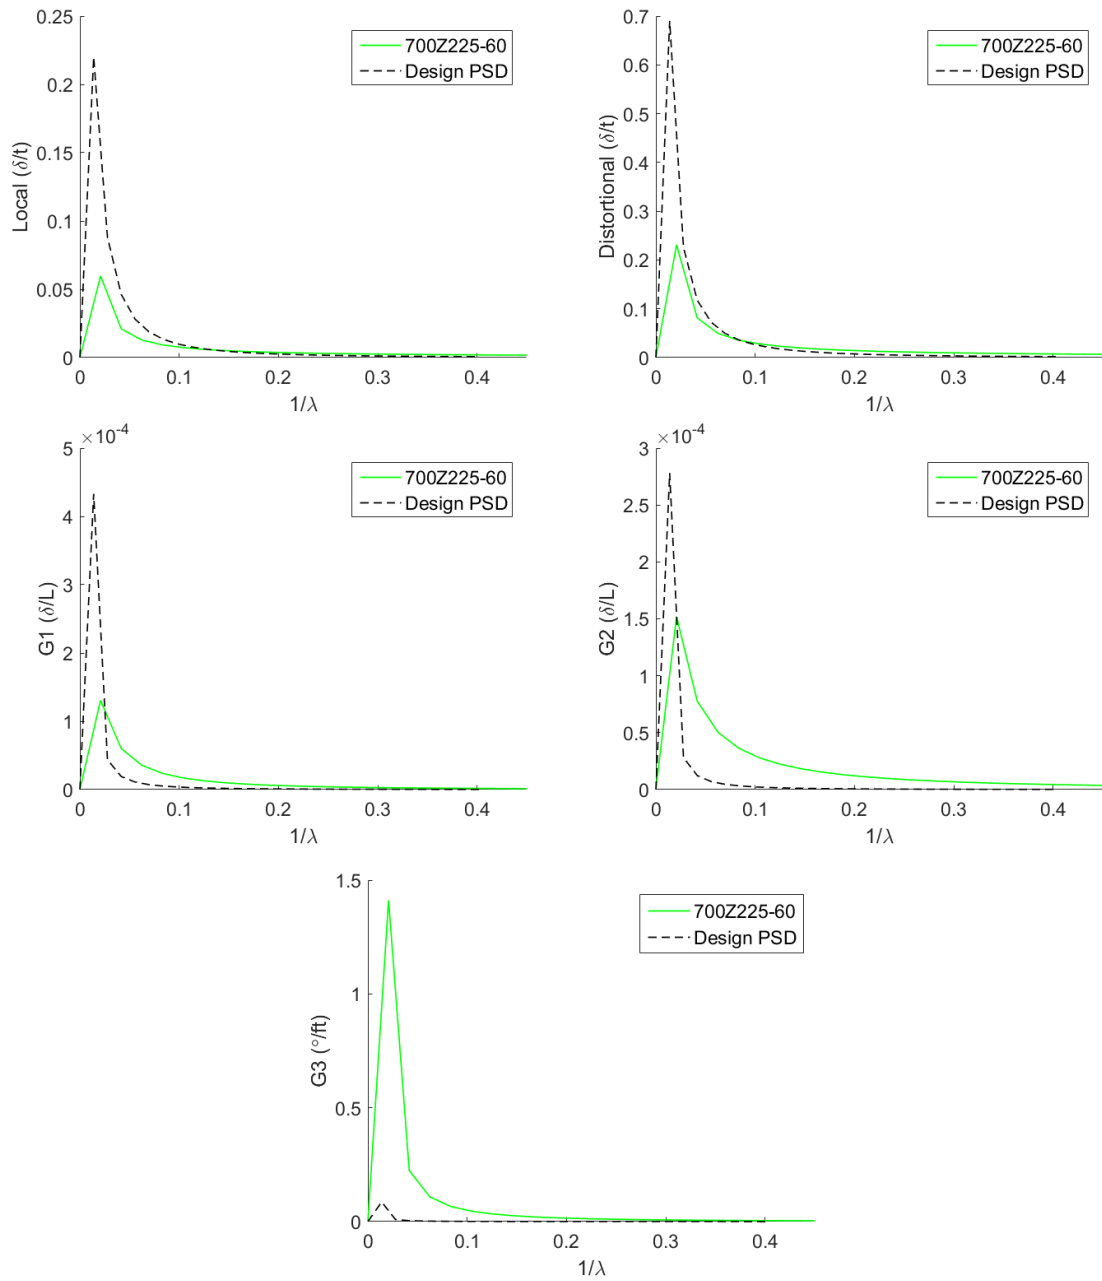 0.25
0.2
0.15
0.1
0.05
0
Local (δ/t)
0 0.1 0.2 0.3 0.4
1/λ
700Z225-60
Design PSD
0.7
0.6
0.5
0.4
0.3
0.2
0.1
0
Distortional (δ/t)
0 0.1 0.2 0.3 0.4
1/λ
700Z225-60
Design PSD
×10-4
5
4
3
2
1
0
G1 (δ/L)
0 0.1 0.2 0.3 0.4
1/λ
700Z225-60
Design PSD
×10-4
3
2.5
2
1.5
1
0.5
0
G2 (δ/L)
0 0.1 0.2 0.3 0.4
1/λ
700Z225-60
Design PSD
1.5
1
0.5
0
G3 (°/ft)
0 0.1 0.2 0.3 0.4
1/λ
700Z225-60
Design PSD